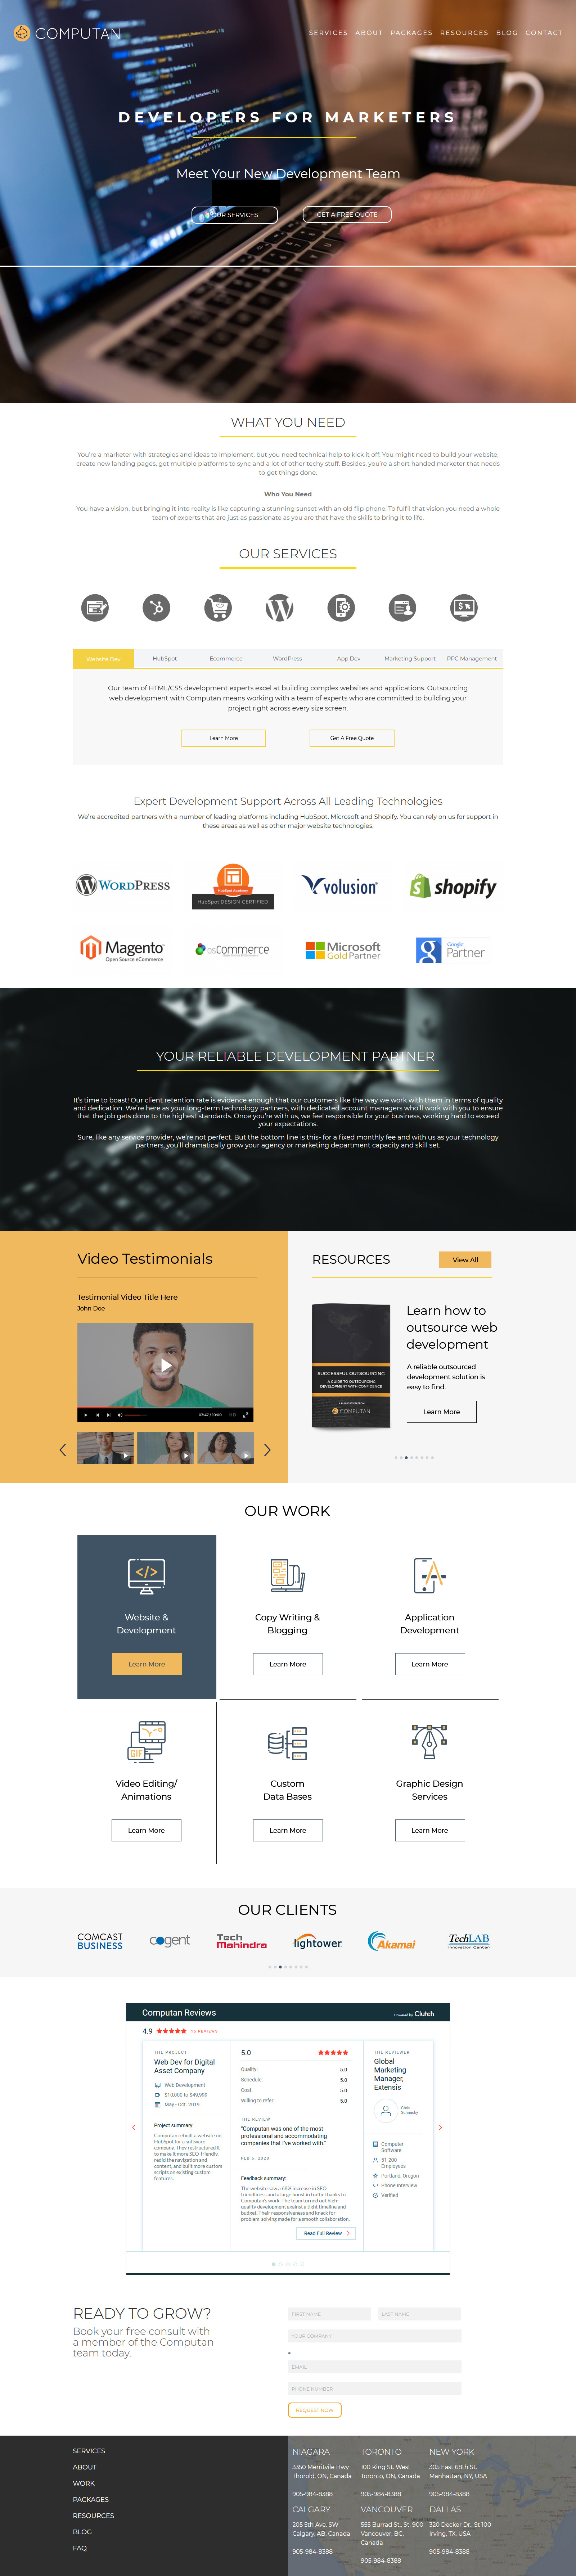 COMPUTAN
SERVICES ABOUT PACKAGES RESOURCES BLOG CONTACT
DEVELOPERS FOR MARKETERS
Meet Your New Development Team
OUR SERVICES
GET A FREE QUOTE
WHAT YOU NEED
You're a marketer with strategies and ideas to implement, but you need technical help to kick it off. You might need to build your website,
create new landing pages, get multiple platforms to sync and a lot of other techy stuff. Besides, you're a short handed marketer that needs
to get things done.
Who You Need
You have a vision, but bringing it into reality is like capturing a stunning sunset with an old flip phone. To fulfil that vision you need a whole
team of experts that are just as passionate as you are that have the skills to bring it to life.
OUR SERVICES
Website Dev HubSpot Ecommerce WordPress App Dev Marketing Support PPC Management
Our team of HTML/CSS development experts excel at building complex websites and applications. Outsourcing
web development with Computan means working with a team of experts who are committed to building your
project right across every size screen.
Learn More
Get A Free Quote
Expert Development Support Across All Leading Technologies
We're accredited partners with a number of leading platforms including HubSpot, Microsoft and Shopify. You can rely on us for support in
these areas as well as other major website technologies.
WORDPRESS
HubSpot DESIGN CERTIFIED
volusion
shopify
Magento
Open Source eCommerce
osCommerce
Microsoft
Gold Partner
Google
Partner
YOUR RELIABLE DEVELOPMENT PARTNER
It's time to boast! Our client retention rate is evidence enough that our customers like the way we work with them in terms of quality
and dedication. We're here as your long-term technology partners, with dedicated account managers who'll work with you to ensure
that the job gets done to the highest standards. Once you're with us, we feel responsible for your business, working hard to exceed
your expectations.
Sure, like any service provider, we're not perfect. But the bottom line is this- for a fixed monthly fee and with us as your technology
partners, you'll dramatically grow your agency or marketing department capacity and skill set.
Video Testimonials
Testimonial Video Title Here
John Doe
03:47 / 10:00
RESOURCES
View All
SUCCESSFUL OUTSOURCING
A GUIDE TO OUTSOURCING
DEVELOPMENT WITH CONFIDENCE
A PUBLICATION FROM
COMPUTAN
Learn how to
outsource web
development
A reliable outsourced
development solution is
easy to find.
Learn More
OUR WORK
Website &
Development
Learn More
Copy Writing &
Blogging
Learn More
Application
Development
Learn More
GIF
Video Editing/
Animations
Learn More
Custom
Data Bases
Learn More
Graphic Design
Services
Learn More
OUR CLIENTS
COMCAST
BUSINESS
cogent
Tech
Mahindra
lightower
Akamai
TechLAB
Innovation Center
Computan Reviews
Powered by Clutch
4.9
10 REVIEWS
THE PROJECT
Web Dev for Digital
Asset Company
Web Development
$10,000 to $49,999
May - Oct. 2019
Project summary:
Computan rebuilt a website on
HubSpot for a software
company. They restructured it
to make it more SEO-friendly,
redid the navigation and
content, and built more custom
scripts on existing custom
features.
5.0
Quality: 5.0
Schedule: 5.0
Cost: 5.0
Willing to refer: 5.0
THE REVIEW
"Computan was one of the most
professional and accommodating
companies that I've worked with."
FEB 6, 2020
Feedback summary:
The website saw a 60% increase in SEO
friendliness and a large boost in traffic thanks to
Computan's work. The team turned out high-
quality development against a tight timeline and
budget. Their responsiveness and knack for
problem-solving made for a smooth collaboration.
Read Full Review
THE REVIEWER
Global
Marketing
Manager,
Extensis
Chris
Computer
Software
51-200
Employees
Portland, Oregon
Phone Interview
Verified
READY TO GROW?
Book your free consult with
a member of the Computan
team today.
FIRST NAME
LAST NAME
YOUR COMPANY
*
EMAIL
PHONE NUMBER
REQUEST NOW
SERVICES
ABOUT
WORK
PACKAGES
RESOURCES
BLOG
FAQ
NIAGARA
3350 Merritvile Hwy
Thorold, ON, Canada
905-984-8388
TORONTO
100 King St. West
Toronto, ON, Canada
905-984-8388
NEW YORK
305 East 68th St.
Manhattan, NY, USA
905-984-8388
CALGARY
205 5th Ave. SW
Calgary, AB, Canada
905-984-8388
VANCOUVER
555 Burrad St., St. 900
Vancouver, BC,
Canada
905-984-8388
DALLAS
320 Decker Dr., St 100
Irving, TX, USA
905-984-8388